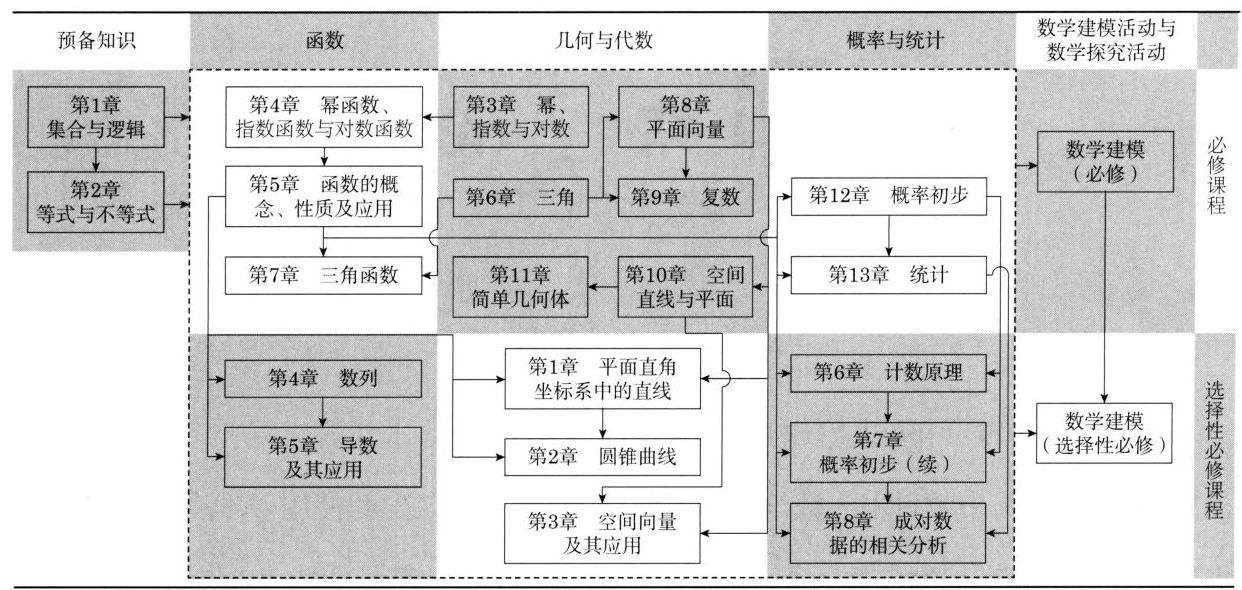 预备知识
函数
几何与代数
概率与统计
数学建模活动与
数学探究活动
第1章
集合与逻辑
第2章
等式与不等式
第4章 幂函数、
指数函数与对数函数
第5章 函数的概
念、性质及应用
第7章 三角函数
第3章 幂、
指数与对数
第8章
平面向量
第6章 三角
第9章 复数
第11章
简单几何体
第10章 空间
直线与平面
第12章 概率初步
第13章 统计
数学建模
(必修)
必修课程
第4章 数列
第5章 导数
及其应用
第1章 平面直角
坐标系中的直线
第2章 圆锥曲线
第3章 空间向量
及其应用
第6章 计数原理
第7章
概率初步(续)
第8章 成对数
据的相关分析
数学建模
(选择性必修)
选择性必修课程